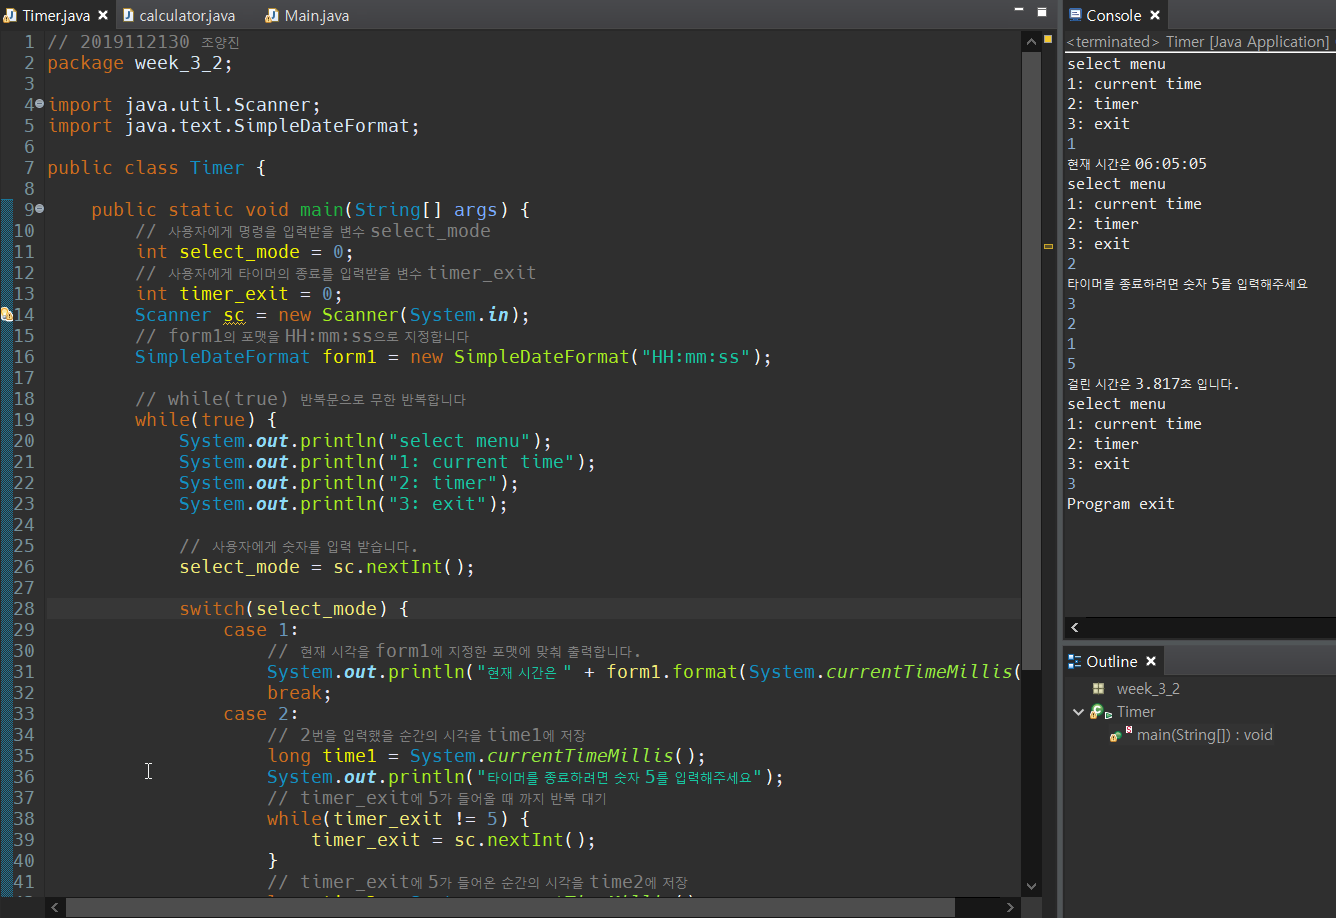 Timer.java
calculator.java
Main.java
1 // 2019112130 조양진
2 package week_3_2;
3
4 import java.util.Scanner;
5 import java.text.SimpleDateFormat;
6
7 public class Timer {
8
9 public static void main(String[] args) {
10 // 사용자에게 명령을 입력받을 변수 select_mode
11 int select_mode = 0;
12 // 사용자에게 타이머의 종료를 입력받을 변수 timer_exit
13 int timer_exit = 0;
14 Scanner sc = new Scanner(System.in);
15 // form1의 포맷을 HH:mm:ss으로 지정합니다
16 SimpleDateFormat form1 = new SimpleDateFormat("HH:mm:ss");
17
18 // while(true) 반복문으로 무한 반복합니다
19 while(true) {
20 System.out.println("select menu");
21 System.out.println("1: current time");
22 System.out.println("2: timer");
23 System.out.println("3: exit");
24
25 // 사용자에게 숫자를 입력 받습니다.
26 select_mode = sc.nextInt();
27
28 switch(select_mode) {
29 case 1:
30 // 현재 시각을 form1에 지정한 포맷에 맞춰 출력합니다.
31 System.out.println("현재 시간은 " + form1.format(System.currentTimeMillis(
32 break;
33 case 2:
34 // 2번을 입력했을 순간의 시각을 time1에 저장
35 long time1 = System.currentTimeMillis();
36 System.out.println("타이머를 종료하려면 숫자 5를 입력해주세요");
37 // timer_exit에 5가 들어올 때 까지 반복 대기
38 while(timer_exit != 5) {
39 timer_exit = sc.nextInt();
40 }
41 // timer_exit에 5가 들어온 순간의 시각을 time2에 저장
Console
<terminated> Timer [Java Application]
select menu
1: current time
2: timer
3: exit
1
현재 시간은 06:05:05
select menu
1: current time
2: timer
3: exit
2
타이머를 종료하려면 숫자 5를 입력해주세요
3
2
1
5
걸린 시간은 3.817초 입니다.
select menu
1: current time
2: timer
3: exit
3
Program exit
Outline
week_3_2
Timer
main(String[]) : void